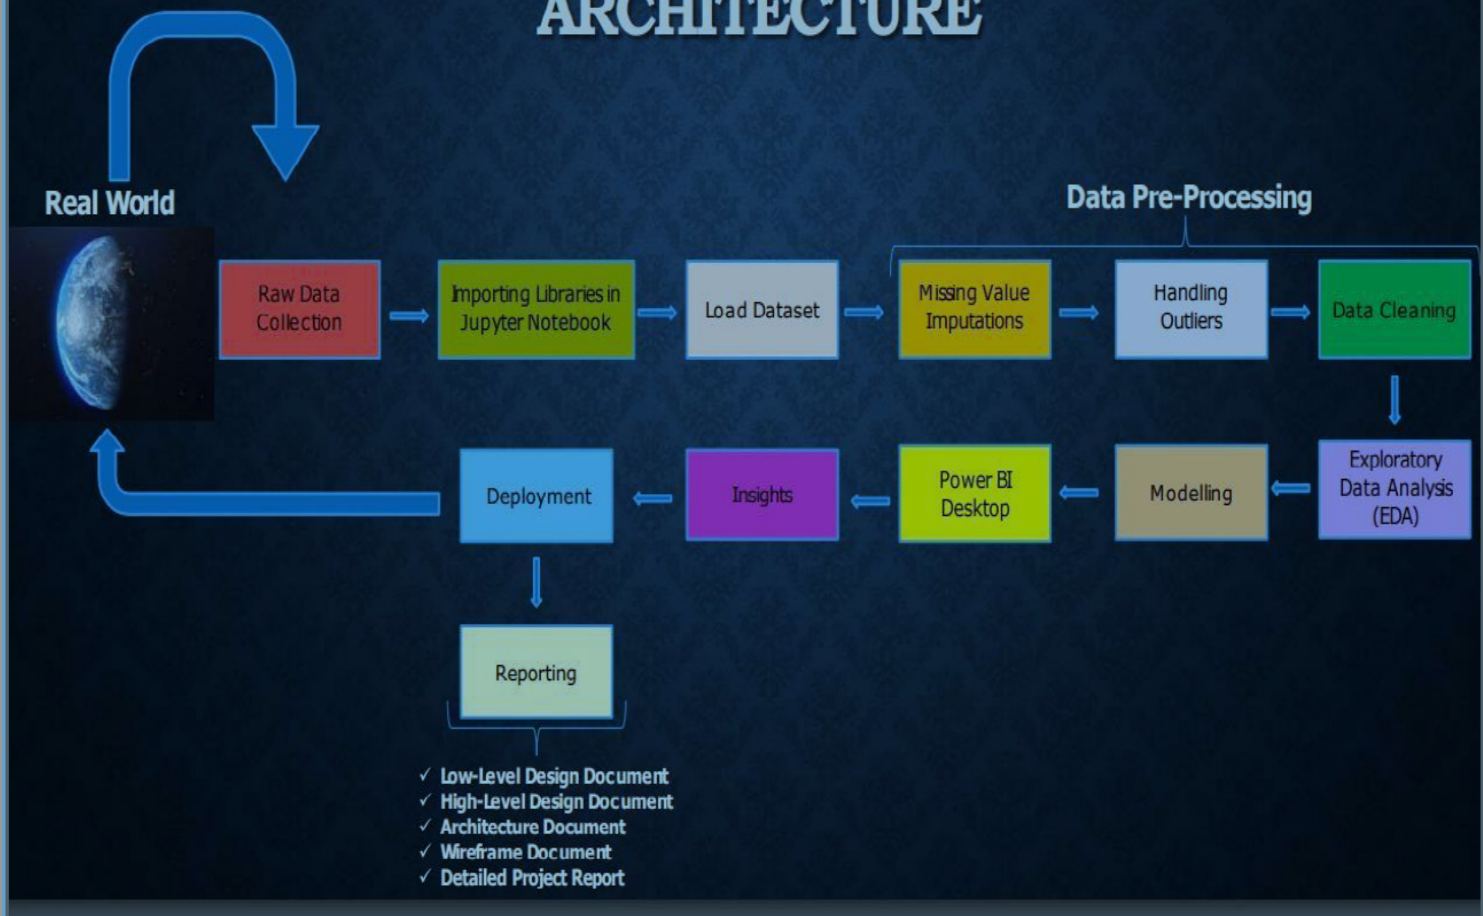 ARCHITECTURE
Real World
Data Pre-Processing
Raw Data
Collection
Importing Libraries in
Jupyter Notebook
Load Dataset
Missing Value
Imputations
Handling
Outliers
Data Cleaning
Exploratory
Data Analysis
(EDA)
Modelling
Power BI
Desktop
Insights
Deployment
Reporting
✓ Low-Level Design Document
✓ High-Level Design Document
✓ Architecture Document
✓ Wireframe Document
✓ Detailed Project Report